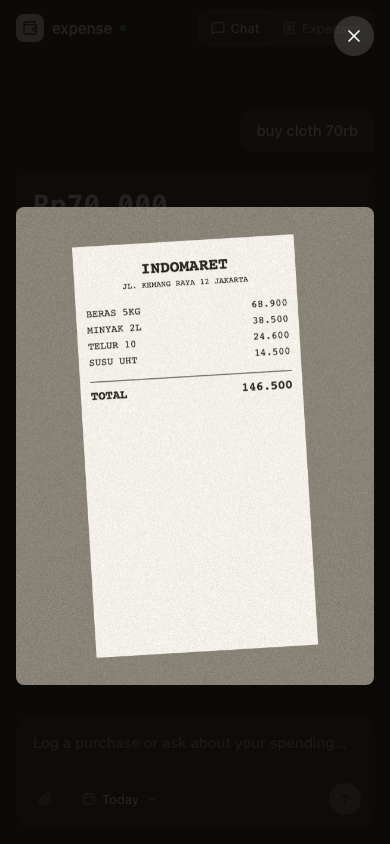 expense
Chat
Expen
buy cloth 70rb
Rp70.000
INDOMARET
JL. KEMANG RAYA 12 JAKARTA
BERAS 5KG 68.900
MINYAK 2L 38.500
TELUR 10 24.600
SUSU UHT 14.500
TOTAL 146.500
Log a purchase or ask about your spending...
Today